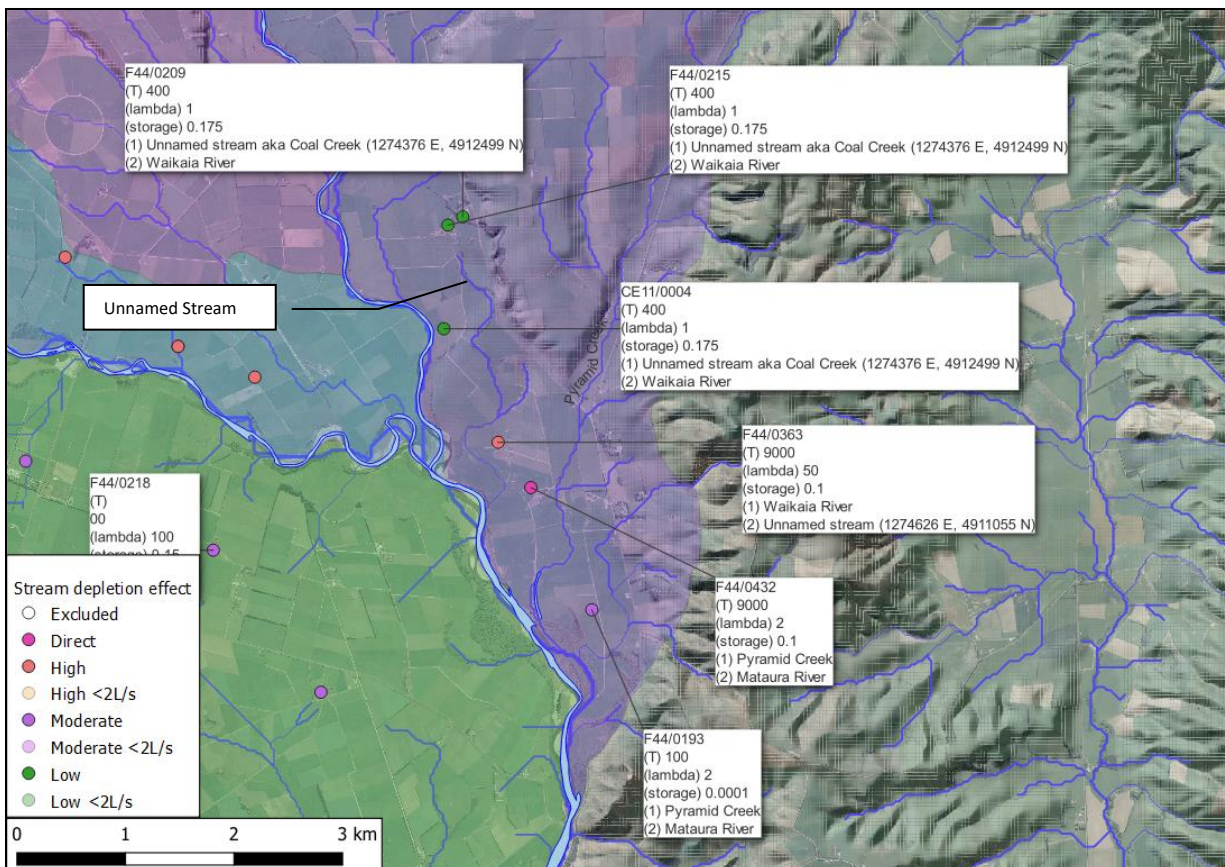 F44/0209
(T) 400
(lambda) 1
(storage) 0.175
(1) Unnamed stream aka Coal Creek (1274376 E, 4912499 N)
(2) Waikaia River
F44/0215
(T) 400
(lambda) 1
(storage) 0.175
(1) Unnamed stream aka Coal Creek (1274376 E, 4912499 N)
(2) Waikaia River
Unnamed Stream
CE11/0004
(T) 400
(lambda) 1
(storage) 0.175
(1) Unnamed stream aka Coal Creek (1274376 E, 4912499 N)
(2) Waikaia River
Pyramid Creek
F44/0363
(T) 9000
(lambda) 50
(storage) 0.1
(1) Waikaia River
(2) Unnamed stream (1274626 E, 4911055 N)
F44/0218
(T)
00
(lambda) 100
(storage) 0.15
F44/0432
(T) 9000
(lambda) 2
(storage) 0.1
(1) Pyramid Creek
(2) Mataura River
F44/0193
(T) 100
(lambda) 2
(storage) 0.0001
(1) Pyramid Creek
(2) Mataura River
Stream depletion effect
Excluded
Direct
High
High <2L/s
Moderate
Moderate <2L/s
Low
Low <2L/s
0 1 2 3 km